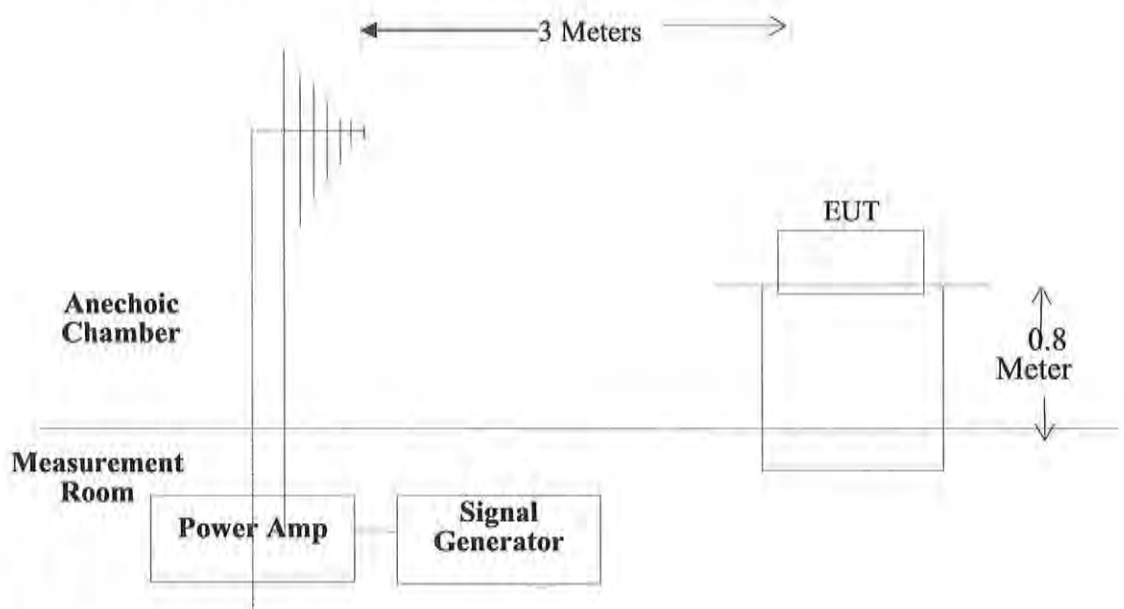 3 Meters
EUT
Anechoic
Chamber
0.8
Meter
Measurement
Room
Power Amp
Signal
Generator